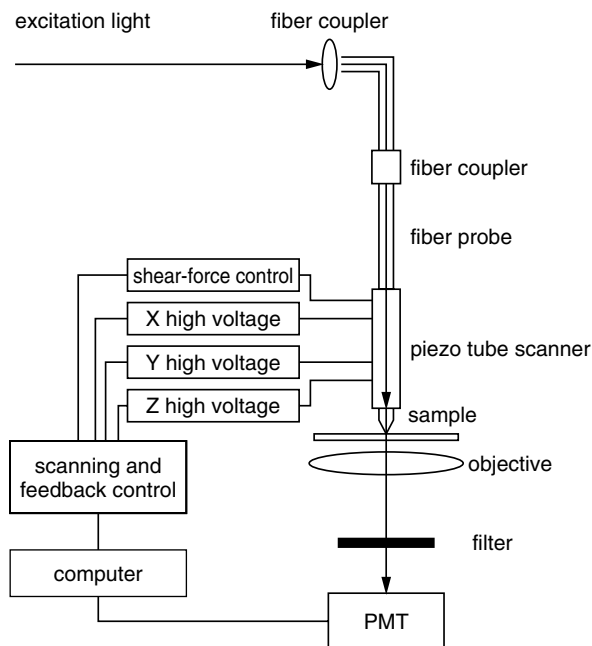 excitation light
fiber coupler
fiber coupler
fiber probe
shear-force control
X high voltage
Y high voltage
Z high voltage
piezo tube scanner
sample
objective
scanning and
feedback control
filter
computer
PMT